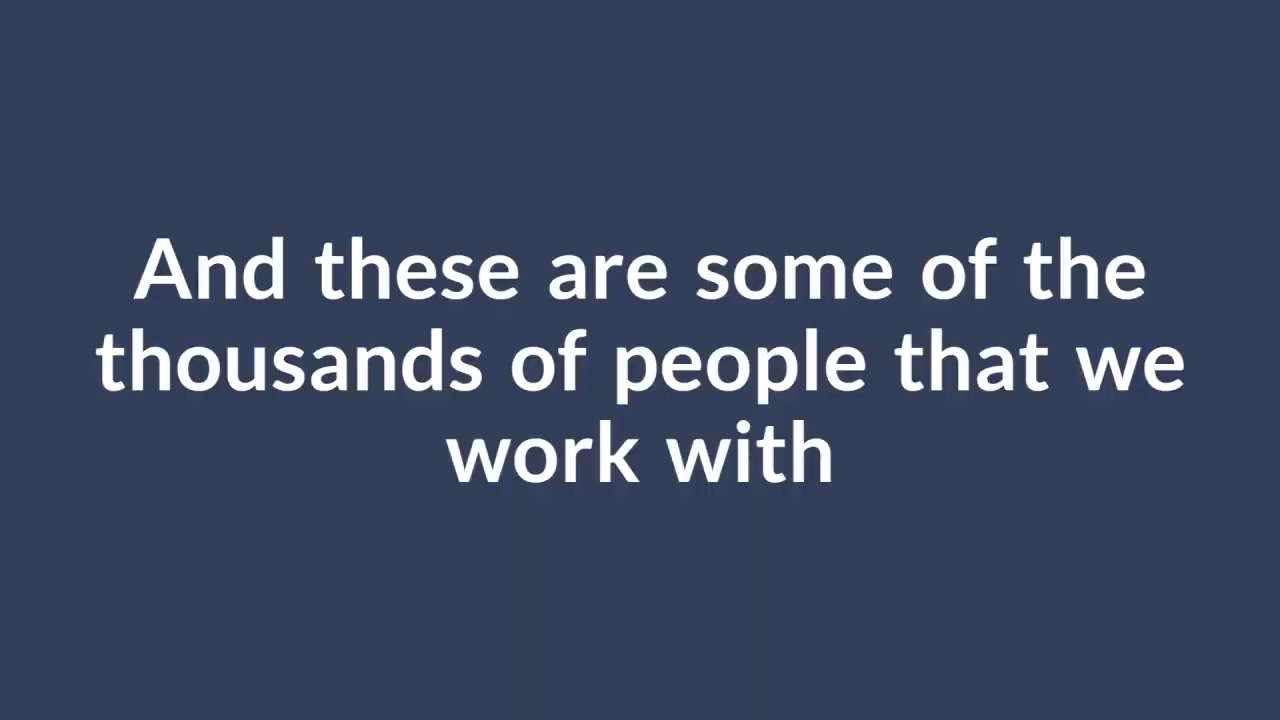 And these are some of the
thousands of people that we
work with